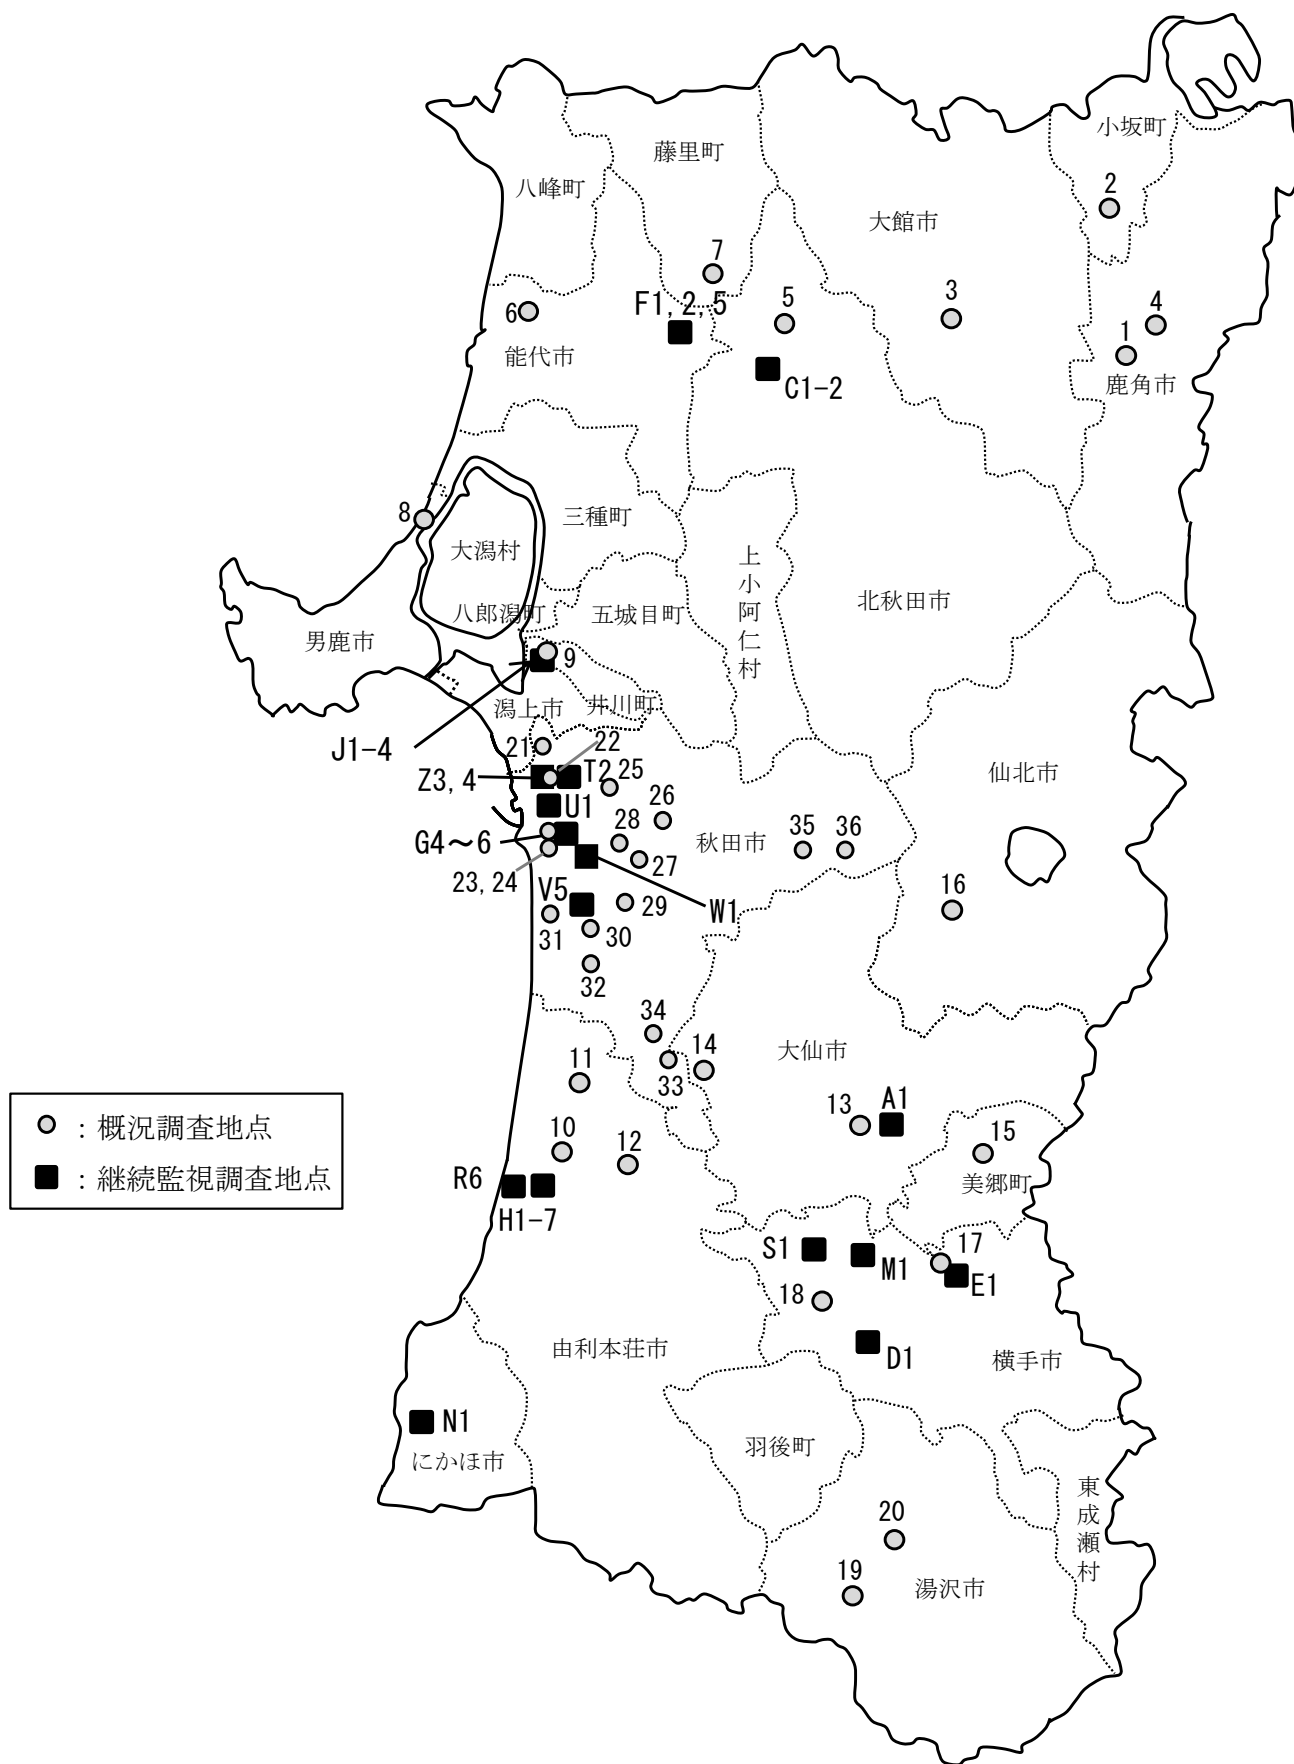 小坂町
藤里町
八峰町
2
大館市
7
F1, 2, 5
5
3
4
6
1
能代市
鹿角市
C1−2
8
三種町
大潟村
上小阿仁村
北秋田市
八郎潟町
五城目町
男鹿市
9
潟上市
井川町
J1−4
21
22
Z3, 4
T2
25
仙北市
U1
26
28
秋田市
35
36
G4～6
27
23, 24
V5
29
W1
16
31
30
32
34
14
大仙市
33
11
○ : 概況調査地点
■ : 継続監視調査地点
13
A1
15
10
12
美郷町
R6
H1−7
S1
M1
17
E1
18
由利本荘市
D1
横手市
N1
にかほ市
羽後町
東成瀬村
20
19
湯沢市